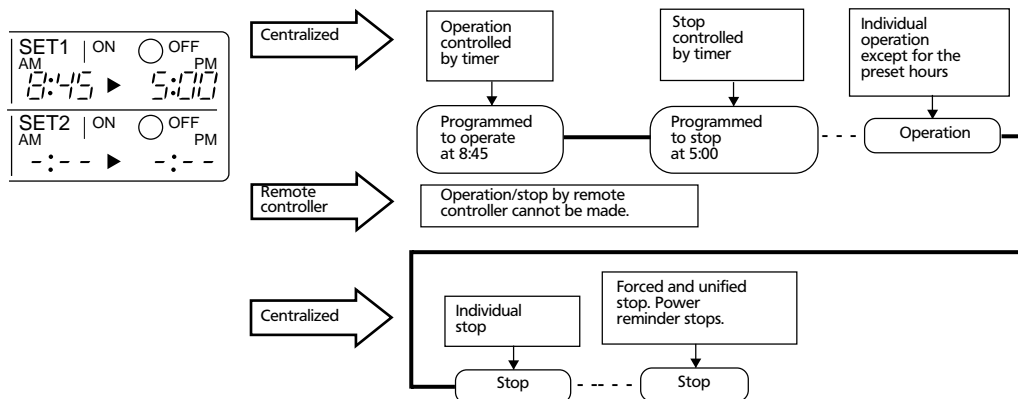 SET1 | ON ◯ OFF
AM PM
8:45 ▶ 5:00
SET2 | ON ◯ OFF
AM PM
-:-- ▶ -:--
Centralized
Operation
controlled
by timer
Stop
controlled
by timer
Individual
operation
except for the
preset hours
Programmed
to operate
at 8:45
Programmed
to stop
at 5:00
Operation
Remote
controller
Operation/stop by remote
controller cannot be made.
Centralized
Individual
stop
Forced and unified
stop. Power
reminder stops.
Stop
Stop